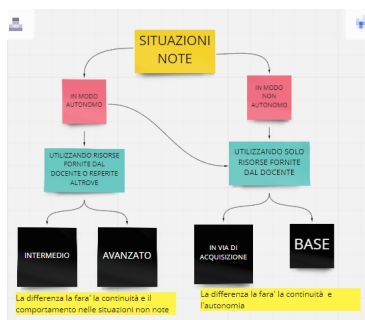 SITUAZIONI
NOTE
IN MODO
AUTONOMO
IN MODO
NON
AUTONOMO
UTILIZZANDO RISORSE
FORNITE DAL
DOCENTE O REPERITE
ALTROVE
UTILIZZANDO SOLO
RISORSE FORNITE
DAL DOCENTE
INTERMEDIO
AVANZATO
IN VIA DI
ACQUISIZIONE
BASE
La differenza la fara' la continuità e il
comportamento nelle situazioni non note
La differenza la fara' la continuità e
l'autonomia